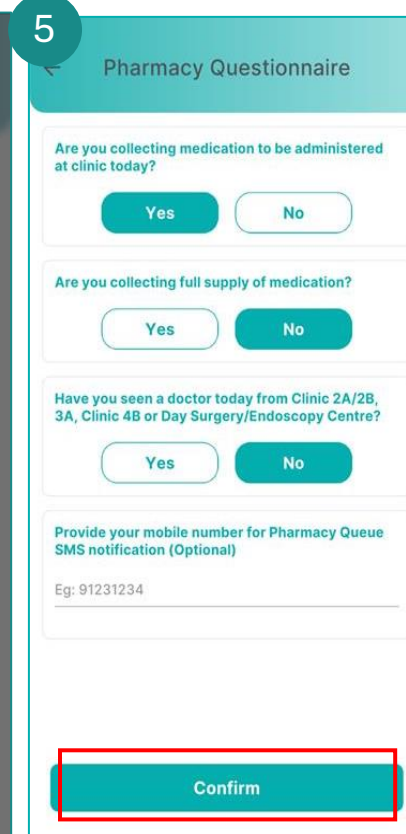 5
Pharmacy Questionnaire
Are you collecting medication to be administered
at clinic today?
Yes No
Are you collecting full supply of medication?
Yes No
Have you seen a doctor today from Clinic 2A/2B,
3A, Clinic 4B or Day Surgery/Endoscopy Centre?
Yes No
Provide your mobile number for Pharmacy Queue
SMS notification (Optional)
Eg: 91231234
Confirm